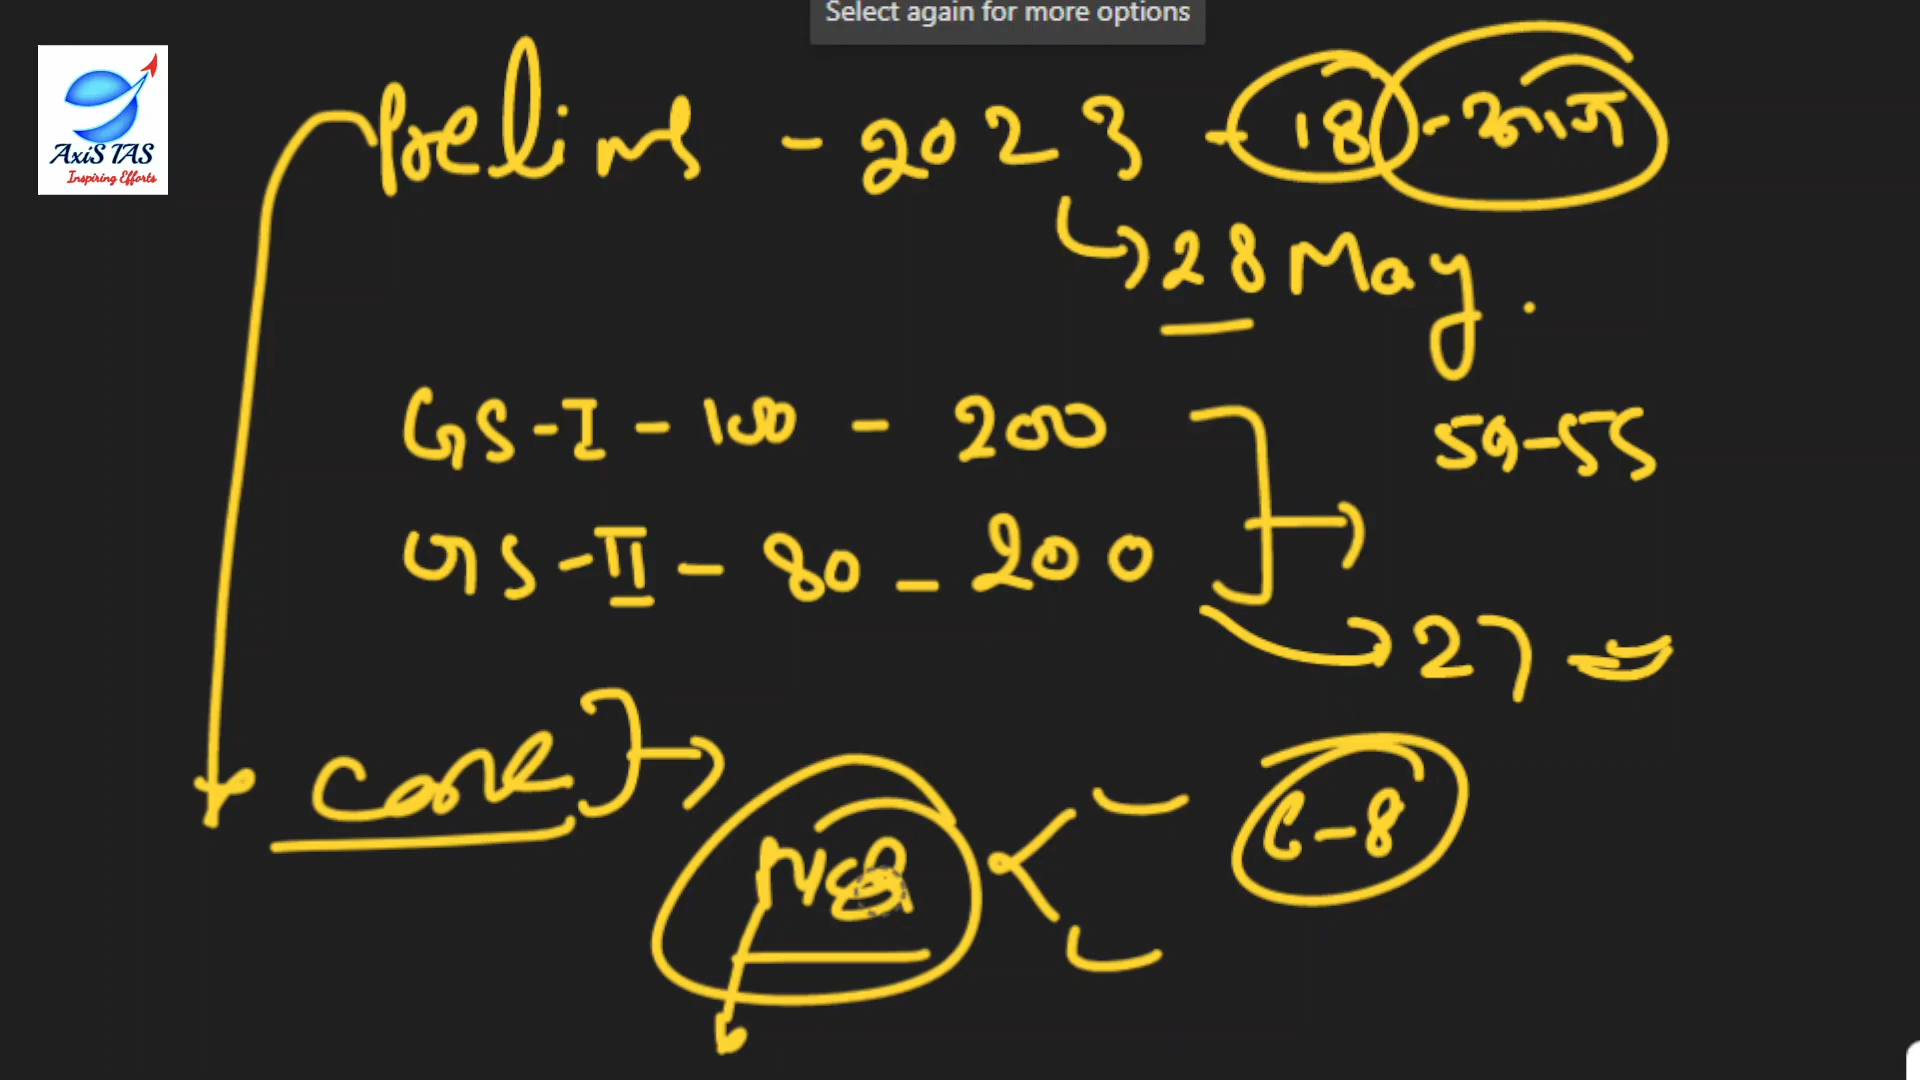 Select again for more options
AxiS IAS
Inspiring Efforts
Prelims - 2023 - 18 - आज
28 May.
GS-I - 100 - 200
59-55
GS-II - 80 - 200
27
core
NCB
C-8